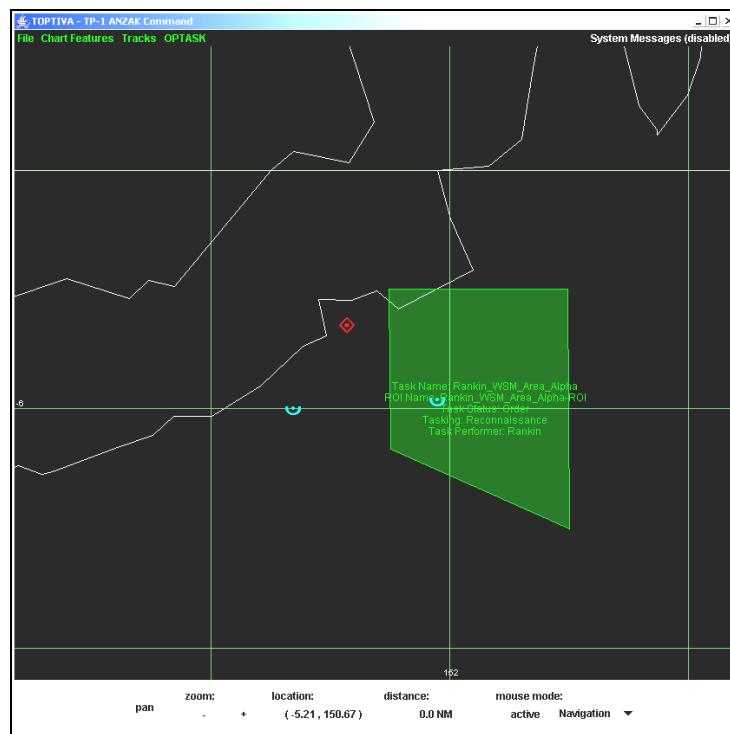 TOPTIVA - TP-1 ANZAK Command
File Chart Features Tracks OPTASK System Messages (disabled)
Task Name: Rankin_WSM_Area_Alpha
-6 ROI Name: Rankin_WSM_Area_Alpha-ROI
Task Status: Order
Tasking: Reconnaissance
Task Performer: Rankin
152
zoom: location: distance: mouse mode:
pan - + ( -5.21 , 150.67 ) 0.0 NM active Navigation